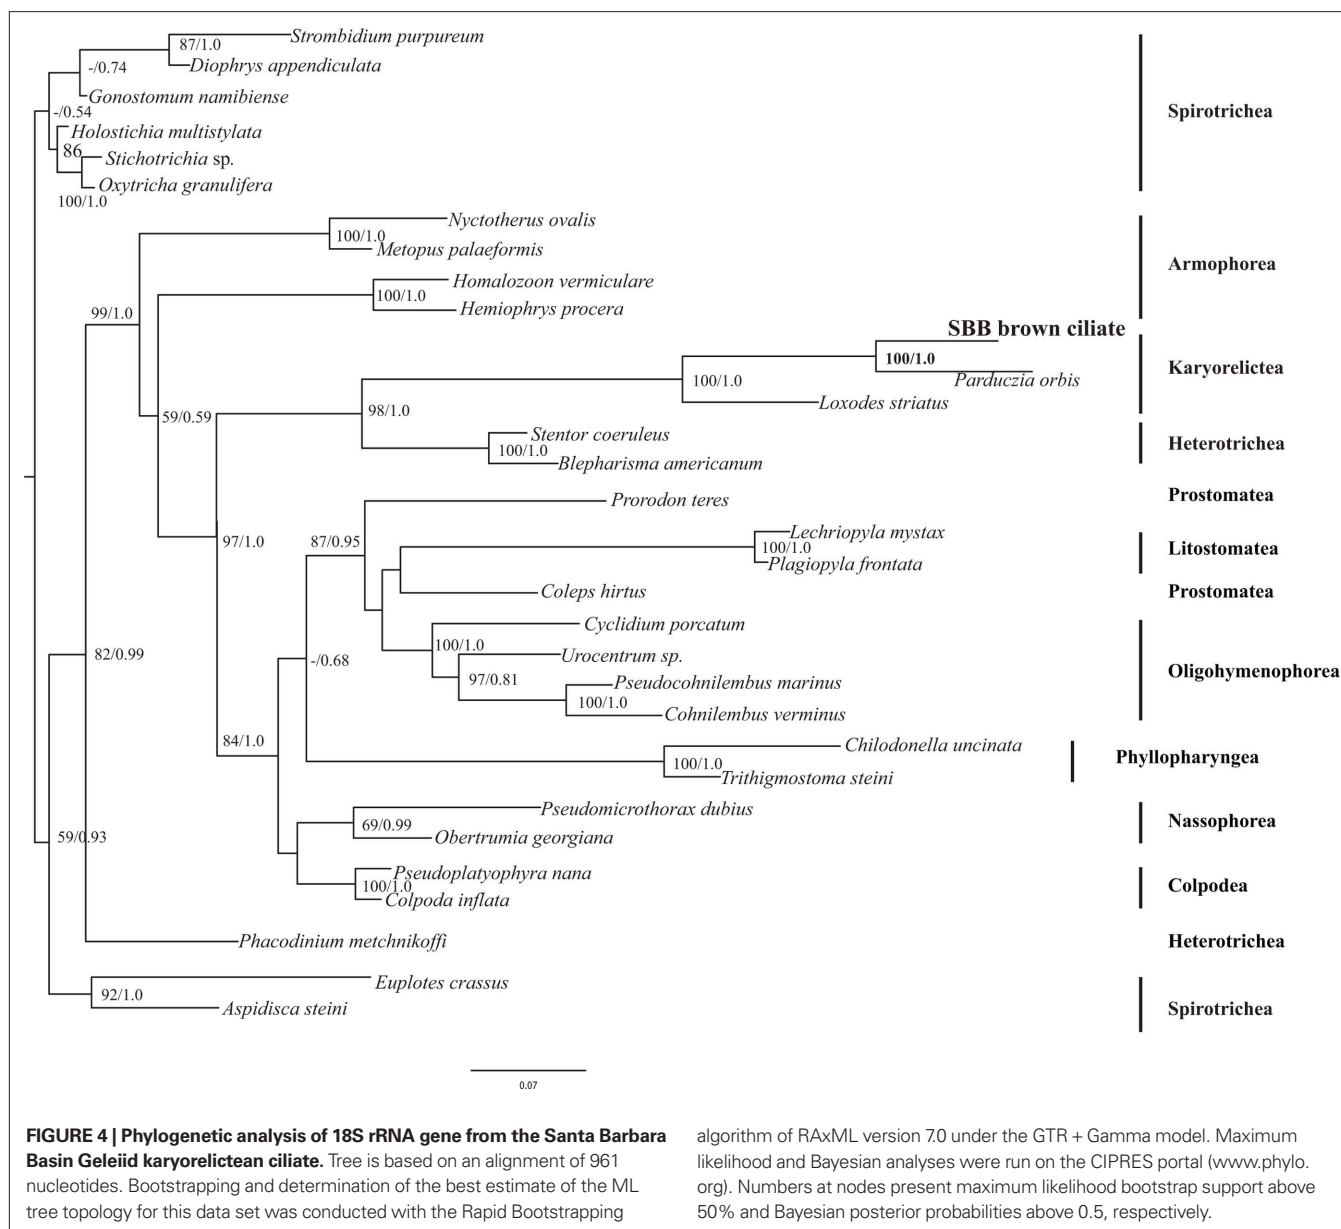 Strombidium purpureum
87/1.0
Diophrys appendiculata
-/0.74
Gonostomum namibiense
-/0.54
Spirotrichea
Holostichia multistylata
86
Stichotrichia sp.
Oxytricha granulifera
100/1.0
Nyctotherus ovalis
100/1.0
Metopus palaeformis
Armophorea
Homalozoon vermiculare
100/1.0
Hemiophrys procera
99/1.0
SBB brown ciliate
100/1.0
Karyorelictea
Parduczia orbis
100/1.0
Loxodes striatus
98/1.0
59/0.59
Stentor coeruleus
Heterotrichea
100/1.0
Blepharisma americanum
Prorodon teres
Prostomatea
97/1.0
87/0.95
Lechriopyla mystax
100/1.0
Litostomatea
Plagiopyla frontata
Coleps hirtus
Prostomatea
Cyclidium porcatum
100/1.0
82/0.99
-/0.68
Urocentrum sp.
97/0.81
Oligohymenophorea
Pseudocohnilembus marinus
100/1.0
Cohnilembus verminus
84/1.0
Chilodonella uncinata
100/1.0
Phyllopharyngea
Trithigmostoma steini
Pseudomicrothorax dubius
69/0.99
Nassophorea
59/0.93
Obertrumia georgiana
Pseudoplatyophyra nana
100/1.0
Colpodea
Colpoda inflata
Phacodinium metchnikoffi
Heterotrichea
Euplotes crassus
92/1.0
Aspidisca steini
Spirotrichea
0.07
FIGURE 4 | Phylogenetic analysis of 18S rRNA gene from the Santa Barbara
Basin Geleiid karyorelictean ciliate. Tree is based on an alignment of 961
nucleotides. Bootstrapping and determination of the best estimate of the ML
tree topology for this data set was conducted with the Rapid Bootstrapping
algorithm of RAxML version 7.0 under the GTR + Gamma model. Maximum
likelihood and Bayesian analyses were run on the CIPRES portal (www.phylo.
org). Numbers at nodes present maximum likelihood bootstrap support above
50% and Bayesian posterior probabilities above 0.5, respectively.